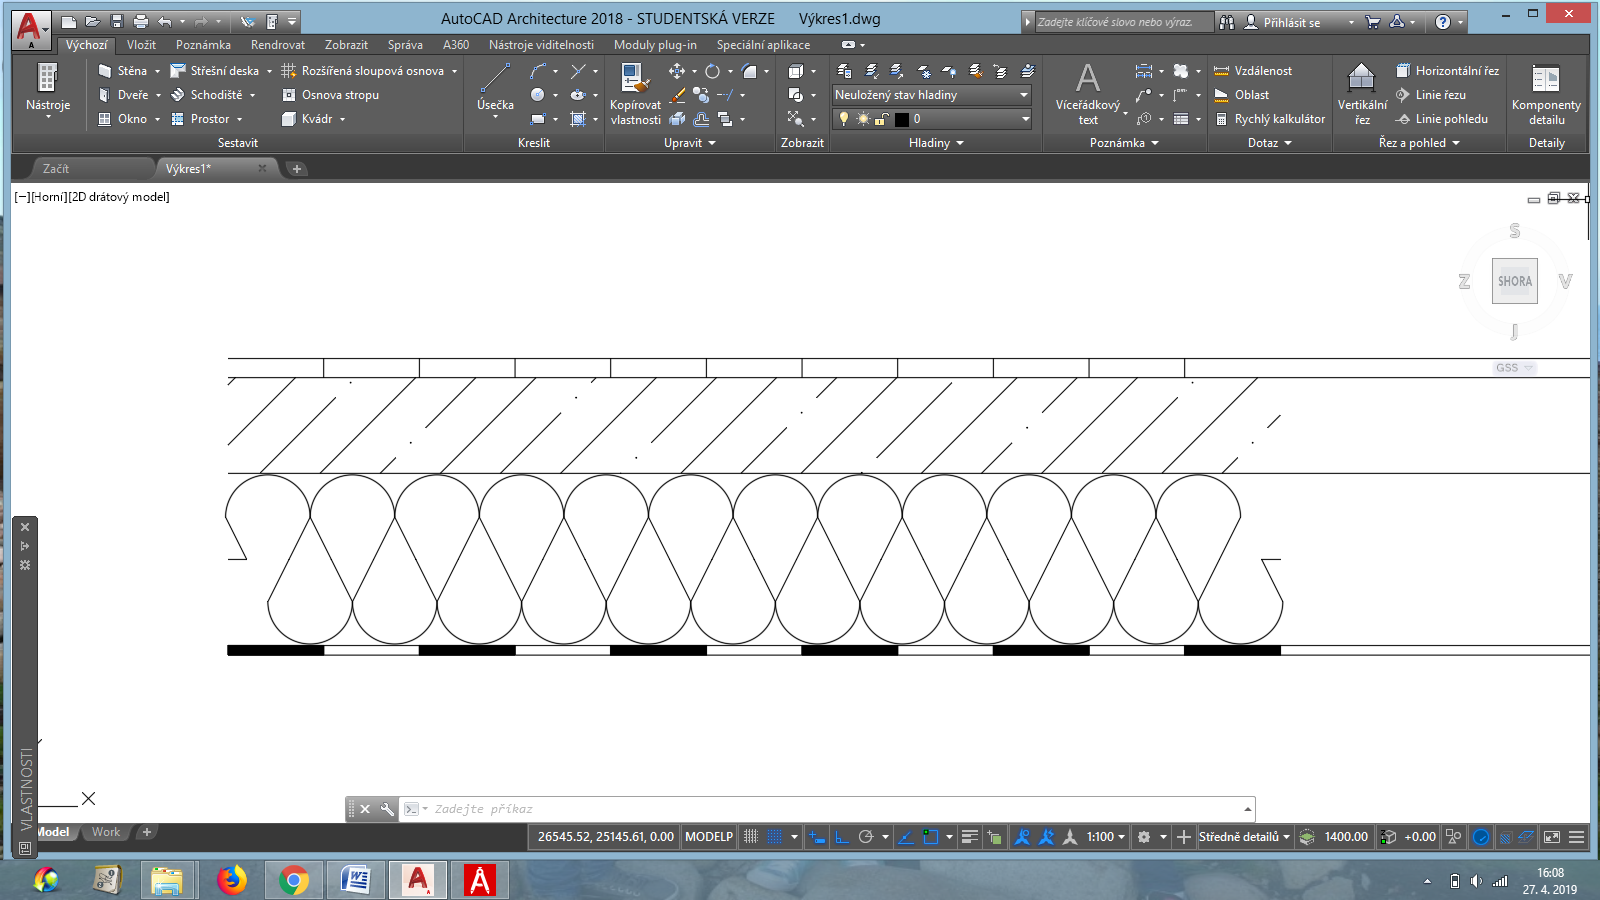 AutoCAD Architecture 2018 - STUDENTSKÁ VERZE Výkres1.dwg
Zadejte klíčové slovo nebo výraz.
Přihlásit se
A
Výchozí Vložit Poznámka Rendrovat Zobrazit Správa A360 Nástroje viditelnosti Moduly plug-in Speciální aplikace
Nástroje
Stěna
Dveře
Okno
Střešní deska
Schodiště
Prostor
Rozšířená sloupová osnova
Osnova stropu
Kvádr
Sestavit
Úsečka
Kreslit
Kopírovat
vlastnosti
Upravit
Zobrazit
Neuložený stav hladiny
0
Hladiny
Víceřádkový
text
Poznámka
Vzdálenost
Oblast
Rychlý kalkulátor
Dotaz
Vertikální
řez
Horizontální řez
Linie řezu
Linie pohledu
Řez a pohled
Komponenty
detailu
Detaily
Začít
Výkres1*
[−][Horní][2D drátový model]
S
Z
SHORA
V
J
GSS
VLASTNOSTI
X
Zadejte příkaz
Model
Work
26545.52, 25145.61, 0.00
MODELP
1:100
Středně detailů
1400.00
+0.00
16:08
27. 4. 2019